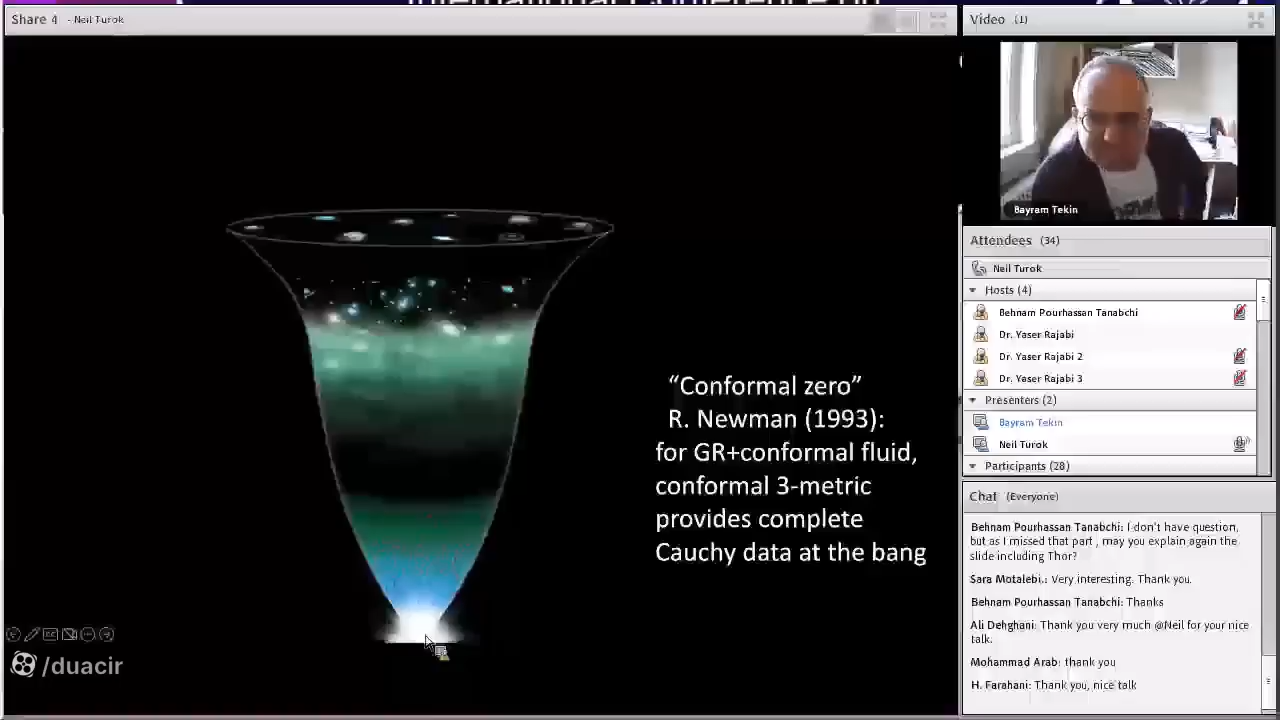 International Conference on
Share 4 - Neil Turok
Video (1)
Bayram Tekin
Attendees (34)
Neil Turok
Hosts (4)
Behnam Pourhassan Tanabchi
Dr. Yaser Rajabi
Dr. Yaser Rajabi 2
Dr. Yaser Rajabi 3
Presenters (2)
Bayram Tekin
Neil Turok
Participants (28)
“Conformal zero”
R. Newman (1993):
for GR+conformal fluid,
conformal 3-metric
provides complete
Cauchy data at the bang
Chat (Everyone)
Behnam Pourhassan Tanabchi: I don't have question,
but as I missed that part , may you explain again the
slide including Thor?
Sara Motalebi.: Very interesting. Thank you.
Behnam Pourhassan Tanabchi: Thanks
Ali Dehghani: Thank you very much @Neil for your nice
talk.
Mohammad Arab: thank you
H. Farahani: Thank you, nice talk
CC
/duacir